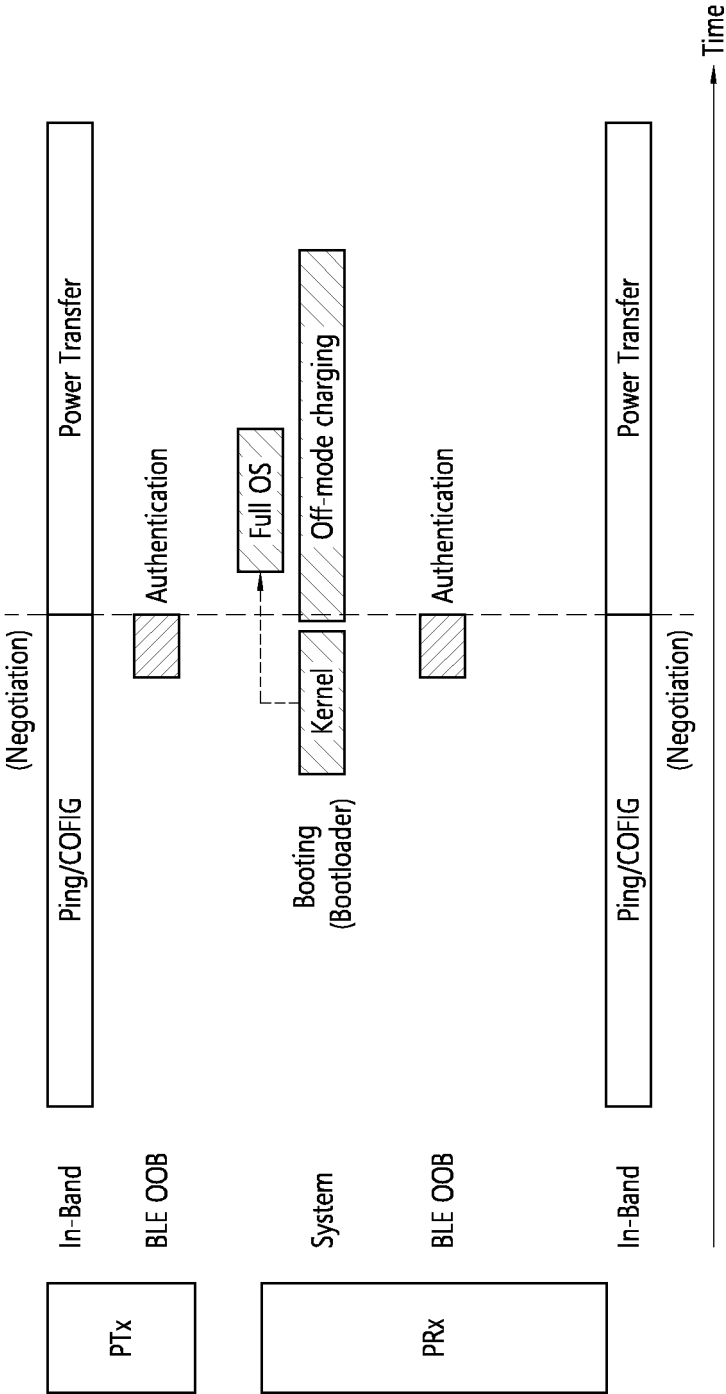 (Negotiation)
PTx
In-Band
Ping/COFIG
Power Transfer
BLE OOB
Authentication
PRx
Full OS
System
Booting
(Bootloader)
Kernel
Off-mode charging
BLE OOB
Authentication
In-Band
Ping/COFIG
Power Transfer
(Negotiation)
Time